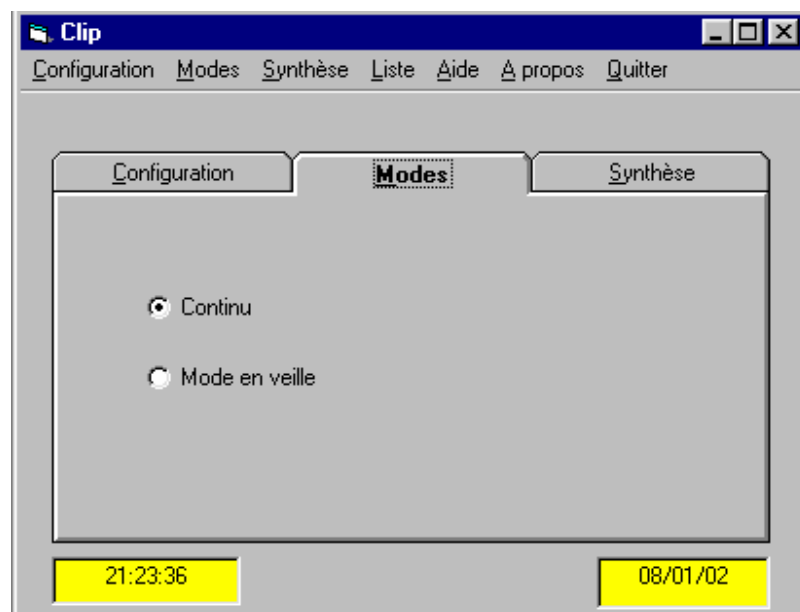 Clip
Configuration Modes Synthèse Liste Aide A propos Quitter
Configuration Modes Synthèse
Continu
Mode en veille
21:23:36 08/01/02